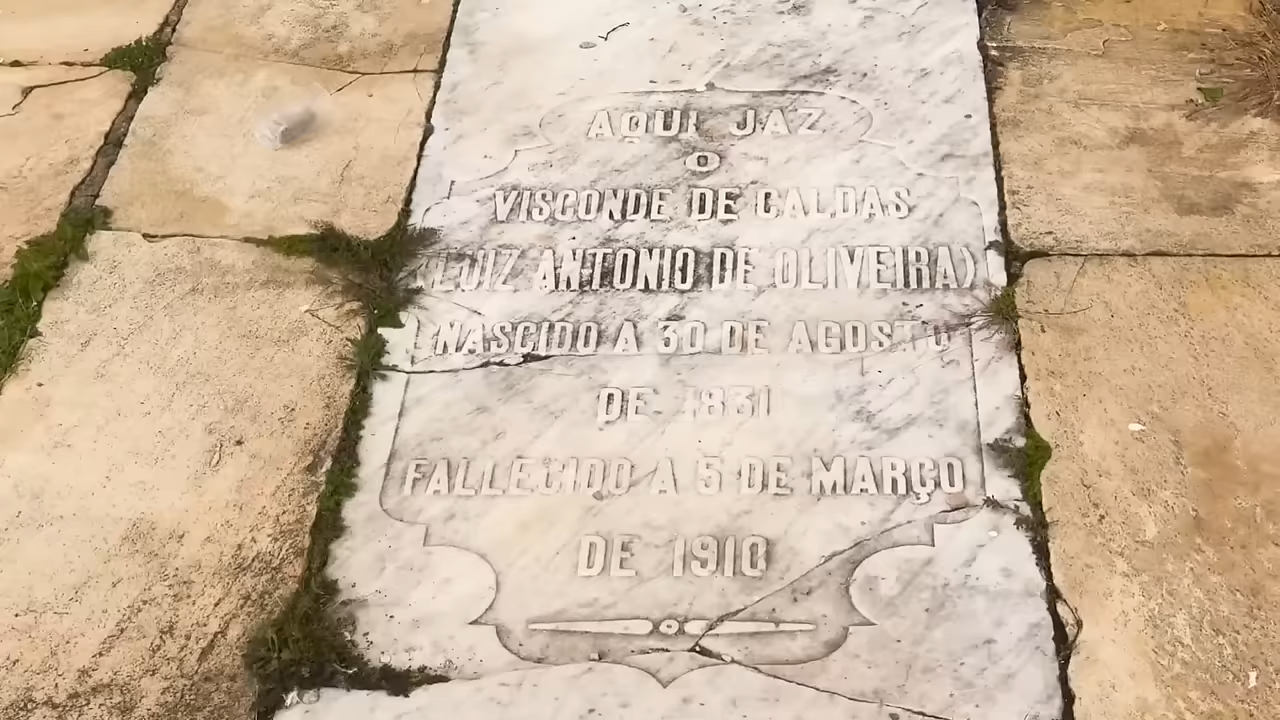 AQUI JAZ
O
VISCONDE DE CALDAS
(LUIZ ANTONIO DE OLIVEIRA)
NASCIDO A 30 DE AGOSTO
DE 1831
FALLECIDO A 5 DE MARÇO
DE 1910